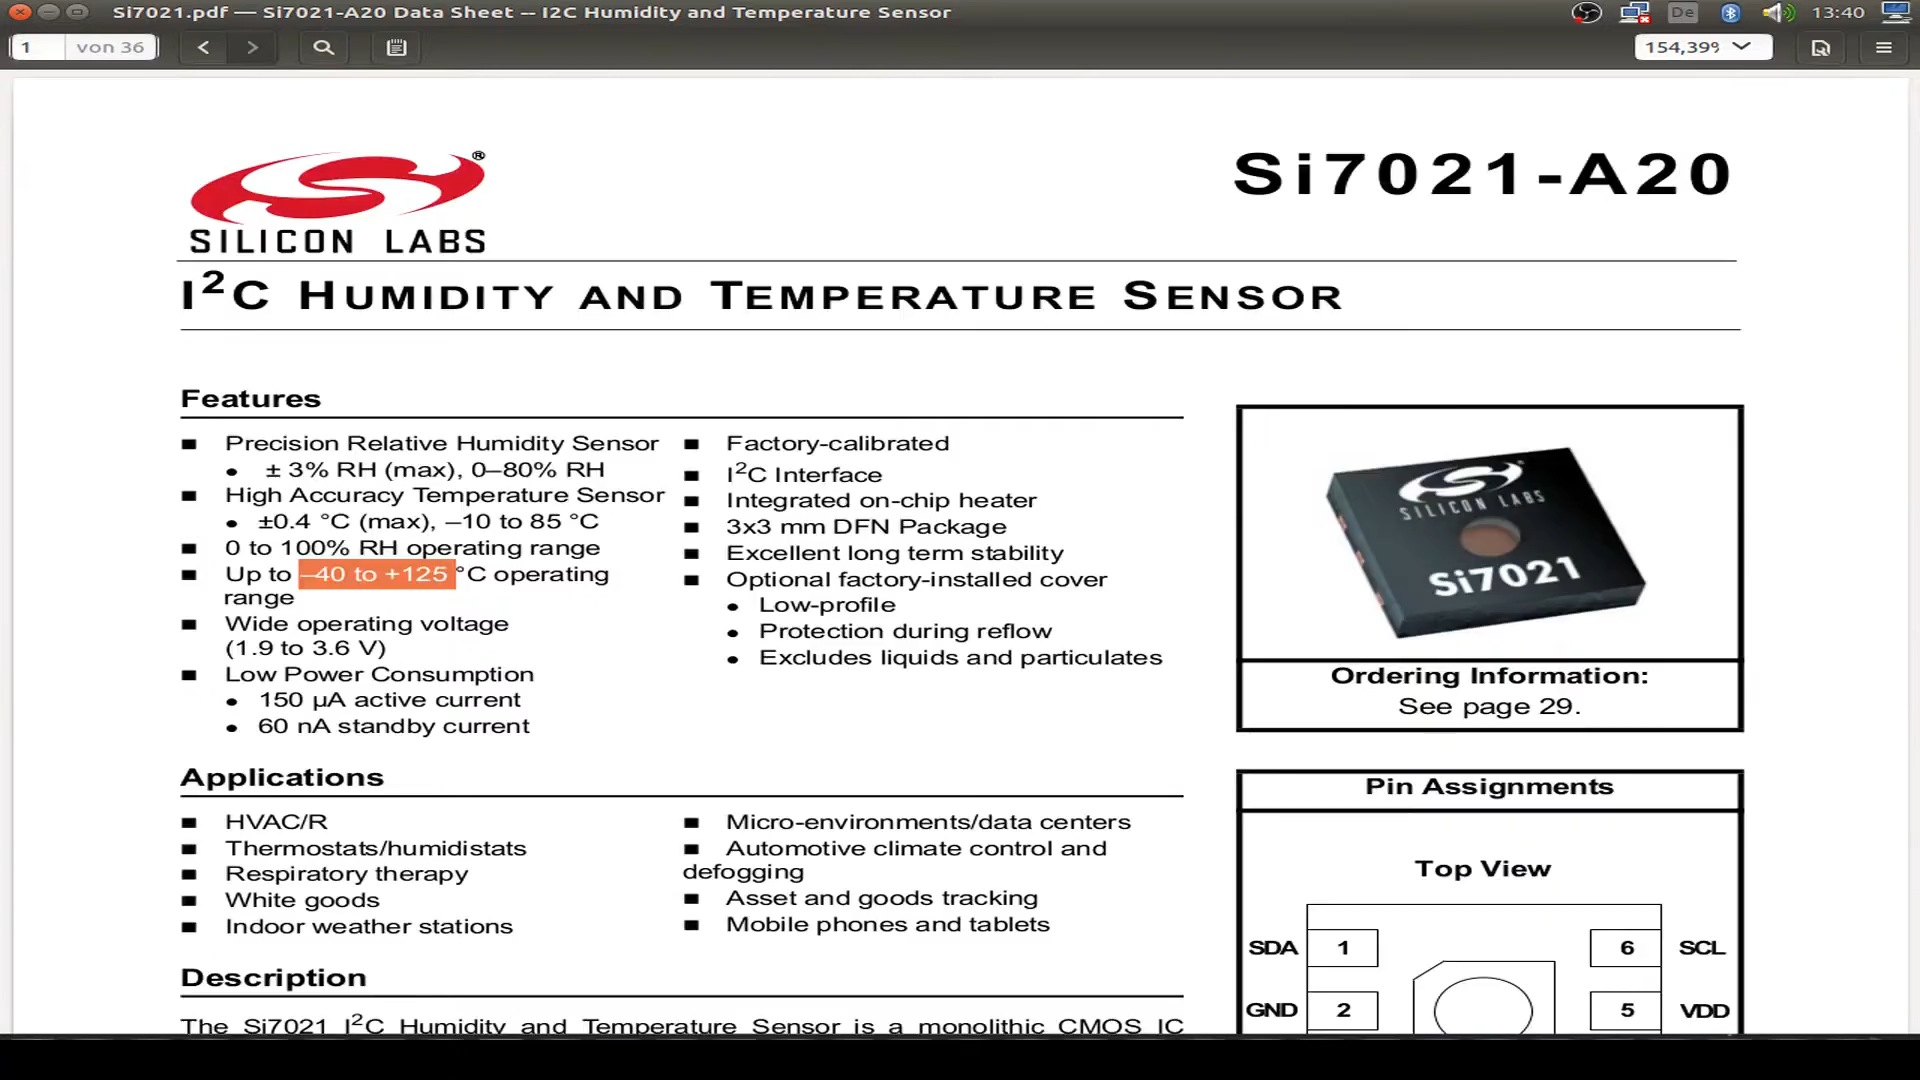 Si7021.pdf — Si7021-A20 Data Sheet -- I2C Humidity and Temperature Sensor
De
13:40
1
von 36
154,39%
®
SILICON LABS
Si7021-A20
I²C HUMIDITY AND TEMPERATURE SENSOR
Features
■ Precision Relative Humidity Sensor
● ± 3% RH (max), 0–80% RH
■ High Accuracy Temperature Sensor
● ±0.4 °C (max), –10 to 85 °C
■ 0 to 100% RH operating range
■ Up to –40 to +125 °C operating
range
■ Wide operating voltage
(1.9 to 3.6 V)
■ Low Power Consumption
● 150 µA active current
● 60 nA standby current
■ Factory-calibrated
■ I²C Interface
■ Integrated on-chip heater
■ 3x3 mm DFN Package
■ Excellent long term stability
■ Optional factory-installed cover
● Low-profile
● Protection during reflow
● Excludes liquids and particulates
SILICON LABS
Si7021
Ordering Information:
See page 29.
Applications
■ HVAC/R
■ Thermostats/humidistats
■ Respiratory therapy
■ White goods
■ Indoor weather stations
■ Micro-environments/data centers
■ Automotive climate control and
defogging
■ Asset and goods tracking
■ Mobile phones and tablets
Pin Assignments
Top View
SDA 1 6 SCL
GND 2 5 VDD
Description
The Si7021 I²C Humidity and Temperature Sensor is a monolithic CMOS IC